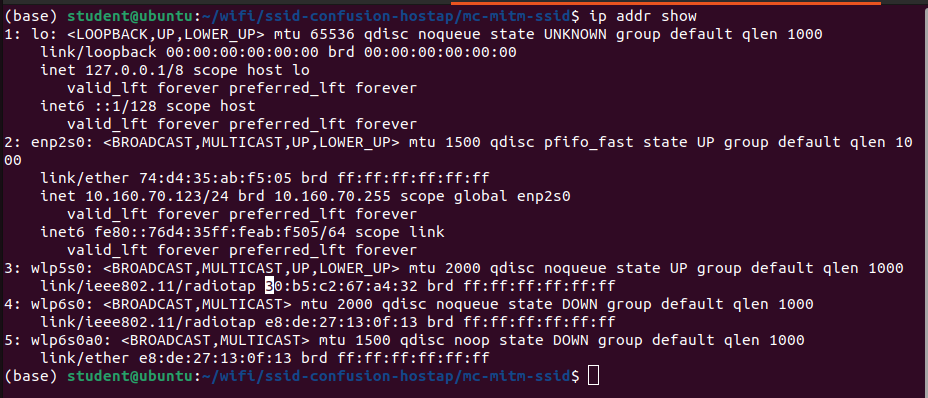 (base) student@ubuntu:~/wifi/ssid-confusion-hostap/mc-mitm-ssid$ ip addr show
1: lo: <LOOPBACK,UP,LOWER_UP> mtu 65536 qdisc noqueue state UNKNOWN group default qlen 1000
    link/loopback 00:00:00:00:00:00 brd 00:00:00:00:00:00
    inet 127.0.0.1/8 scope host lo
       valid_lft forever preferred_lft forever
    inet6 ::1/128 scope host
       valid_lft forever preferred_lft forever
2: enp2s0: <BROADCAST,MULTICAST,UP,LOWER_UP> mtu 1500 qdisc pfifo_fast state UP group default qlen 10
00
    link/ether 74:d4:35:ab:f5:05 brd ff:ff:ff:ff:ff:ff
    inet 10.160.70.123/24 brd 10.160.70.255 scope global enp2s0
       valid_lft forever preferred_lft forever
    inet6 fe80::76d4:35ff:feab:f505/64 scope link
       valid_lft forever preferred_lft forever
3: wlp5s0: <BROADCAST,MULTICAST,UP,LOWER_UP> mtu 2000 qdisc noqueue state UP group default qlen 1000
    link/ieee802.11/radiotap 30:b5:c2:67:a4:32 brd ff:ff:ff:ff:ff:ff
4: wlp6s0: <BROADCAST,MULTICAST> mtu 2000 qdisc noqueue state DOWN group default qlen 1000
    link/ieee802.11/radiotap e8:de:27:13:0f:13 brd ff:ff:ff:ff:ff:ff
5: wlp6s0a0: <BROADCAST,MULTICAST> mtu 1500 qdisc noop state DOWN group default qlen 1000
    link/ether e8:de:27:13:0f:13 brd ff:ff:ff:ff:ff:ff
(base) student@ubuntu:~/wifi/ssid-confusion-hostap/mc-mitm-ssid$